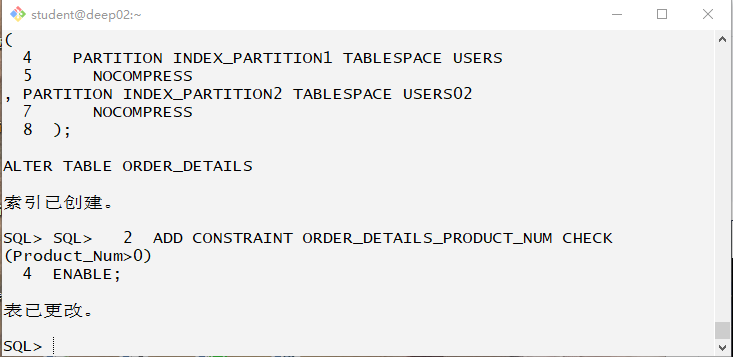 student@deep02:~
(
  4     PARTITION INDEX_PARTITION1 TABLESPACE USERS
  5       NOCOMPRESS
, PARTITION INDEX_PARTITION2 TABLESPACE USERS02
  7       NOCOMPRESS
  8  );
ALTER TABLE ORDER_DETAILS
索引已创建。
SQL> SQL>   2  ADD CONSTRAINT ORDER_DETAILS_PRODUCT_NUM CHECK
(Product_Num>0)
  4  ENABLE;
表已更改。
SQL>